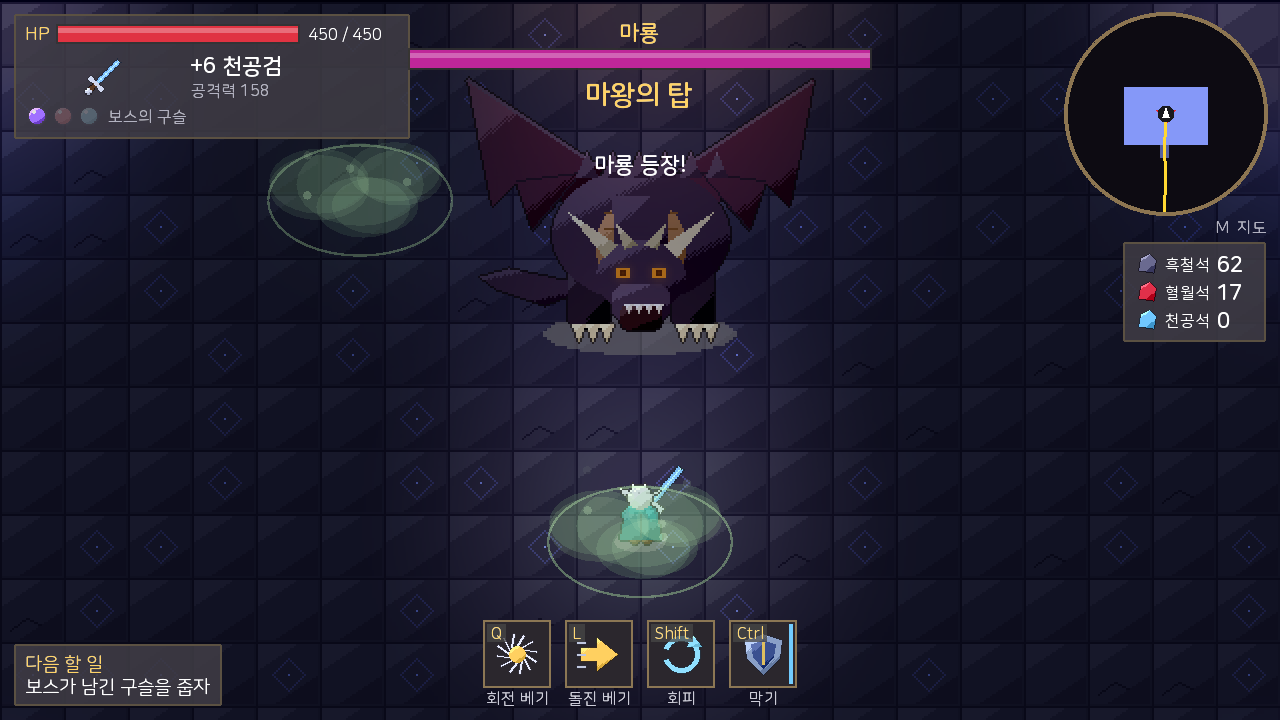 HP 450 / 450
+6 천공검
공격력 158
보스의 구슬
마룡
마왕의 탑
마룡 등장!
M 지도
흑철석 62
혈월석 17
천공석 0
다음 할 일
보스가 남긴 구슬을 줍자
Q L Shift Ctrl
회전 베기 돌진 베기 회피 막기